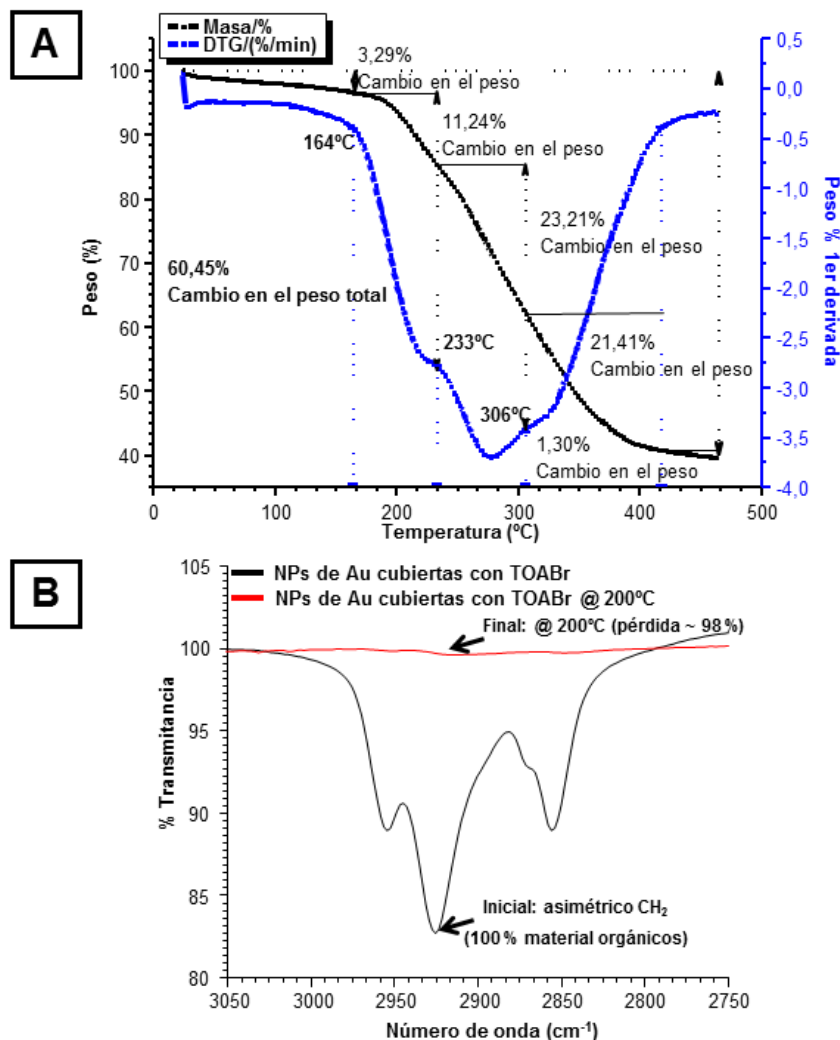 A
Masa/%
DTG/(%/min)
3,29%
Cambio en el peso
11,24%
Cambio en el peso
164ºC
23,21%
Cambio en el peso
60,45%
Cambio en el peso total
233ºC
21,41%
Cambio en el peso
306ºC
1,30%
Cambio en el peso
100
90
80
70
60
50
40
Peso (%)
0
100
200
300
400
500
Temperatura (ºC)
0,5
0,0
-0,5
-1,0
-1,5
-2,0
-2,5
-3,0
-3,5
-4,0
Peso % 1er derivada
B
NPs de Au cubiertas con TOABr
NPs de Au cubiertas con TOABr @ 200ºC
Final: @ 200ºC (pérdida ~ 98 %)
Inicial: asimétrico CH₂
(100 % material orgánicos)
105
100
95
90
85
80
% Transmitancia
3050
3000
2950
2900
2850
2750
Número de onda (cm⁻¹)